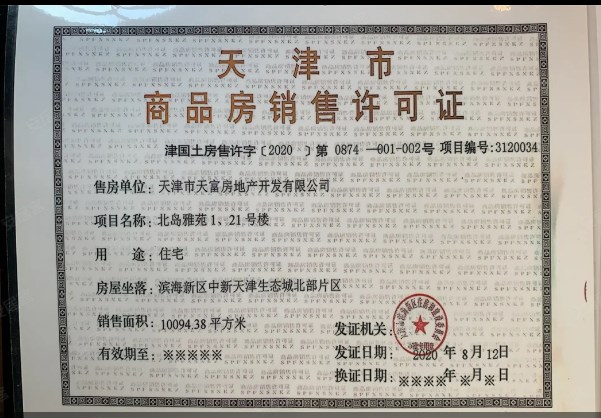 天津市
商品房销售许可证
津国土房售许字〔2020 〕第 0874 —001-002号 项目编号:3120034
售房单位: 天津市天富房地产开发有限公司
项目名称: 北岛雅苑1、21号楼
用 途: 住宅
房屋坐落: 滨海新区中新天津生态城北部片区
销售面积: 10094.38 平方米
发证机关:
有效期至: ※※※※※
发证日期: 2020 年 8 月 12日
换证日期: ※※※※年※月※日